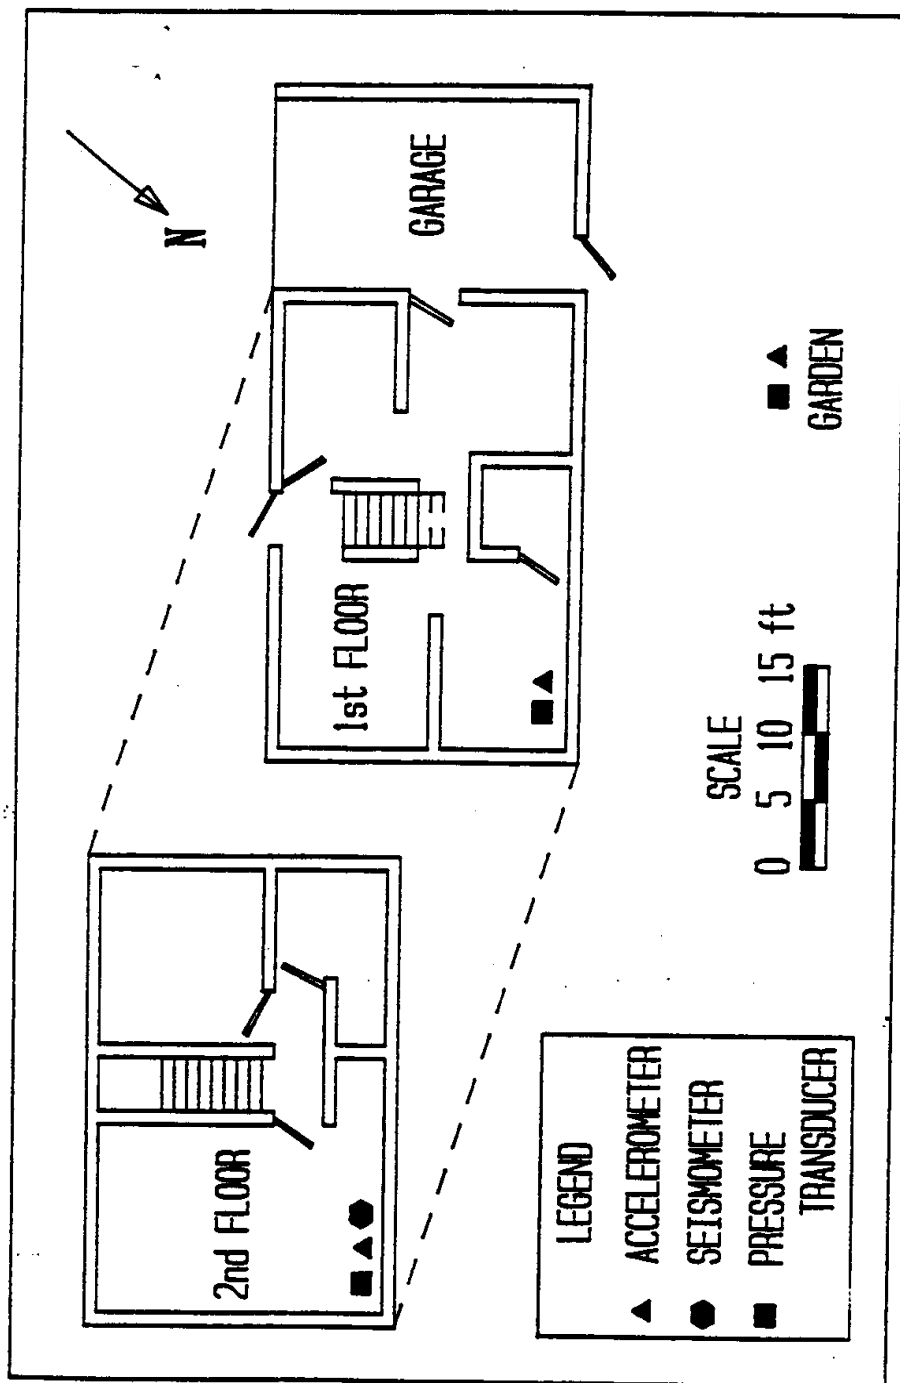 N
GARAGE
1st FLOOR
GARDEN
2nd FLOOR
SCALE
0 5 10 15 ft
LEGEND
ACCELEROMETER
SEISMOMETER
PRESSURE
TRANSDUCER